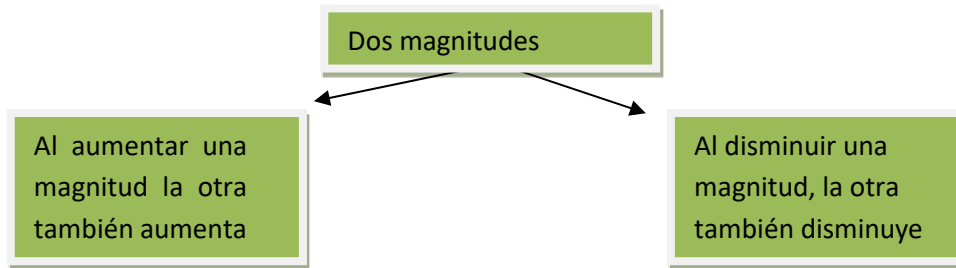 Dos magnitudes
Al aumentar una
magnitud la otra
también aumenta
Al disminuir una
magnitud, la otra
también disminuye